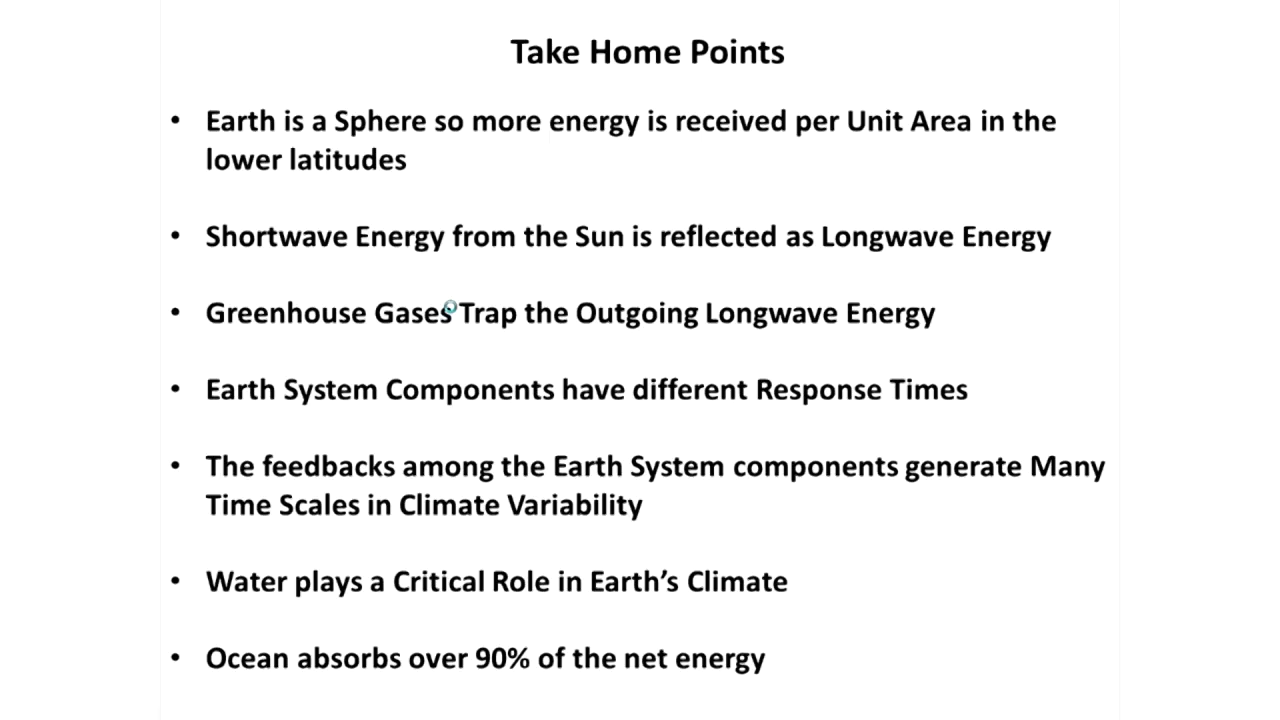 Take Home Points
• Earth is a Sphere so more energy is received per Unit Area in the
lower latitudes
• Shortwave Energy from the Sun is reflected as Longwave Energy
• Greenhouse Gases Trap the Outgoing Longwave Energy
• Earth System Components have different Response Times
• The feedbacks among the Earth System components generate Many
Time Scales in Climate Variability
• Water plays a Critical Role in Earth’s Climate
• Ocean absorbs over 90% of the net energy